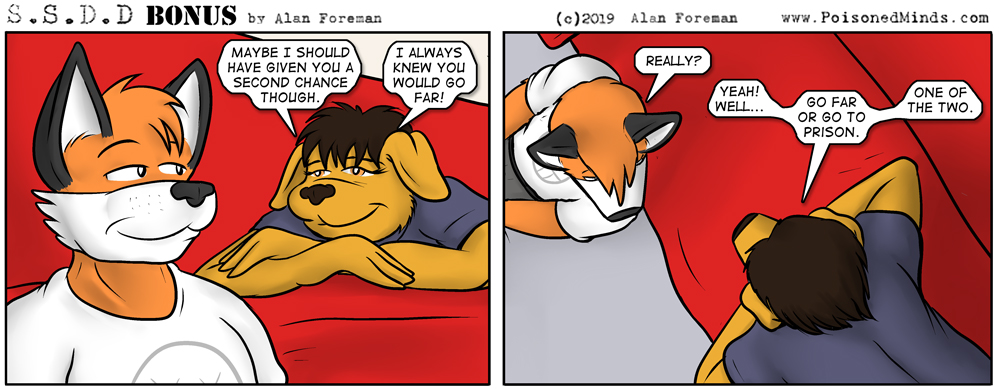 S.S.D.D BONUS by Alan Foreman
(c)2019 Alan Foreman
www.PoisonedMinds.com
MAYBE I SHOULD
HAVE GIVEN YOU A
SECOND CHANCE
THOUGH.
I ALWAYS
KNEW YOU
WOULD GO
FAR!
REALLY?
YEAH!
WELL...
GO FAR
OR GO TO
PRISON.
ONE OF
THE TWO.